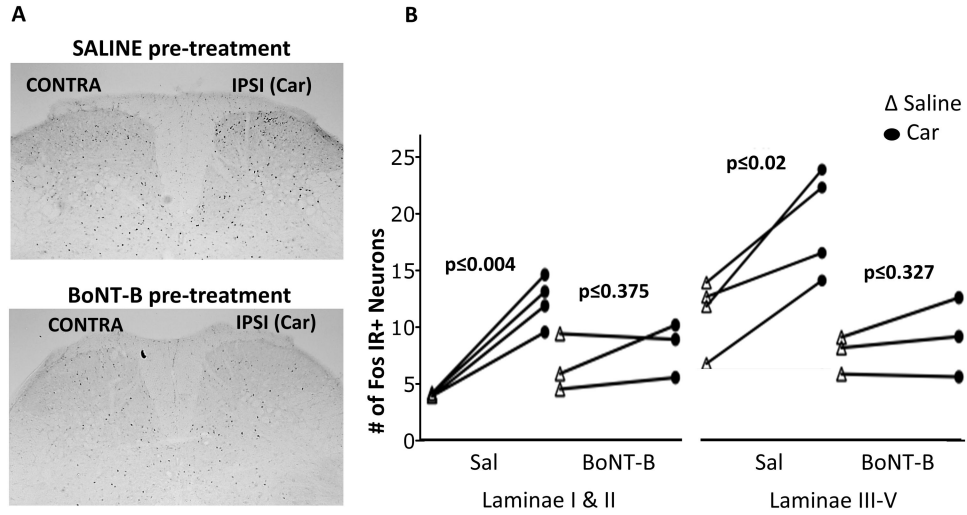 A
SALINE pre-treatment
CONTRA
IPSI (Car)
BoNT-B pre-treatment
CONTRA
IPSI (Car)
B
Δ Saline
● Car
# of Fos IR+ Neurons
25
20
15
10
5
0
p≤0.004
p≤0.375
p≤0.02
p≤0.327
Sal
BoNT-B
Sal
BoNT-B
Laminae I & II
Laminae III-V